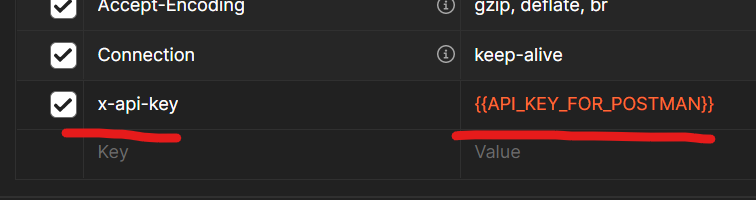 Accept-Encoding gzip, deflate, br
Connection keep-alive
x-api-key {{API_KEY_FOR_POSTMAN}}
Key Value